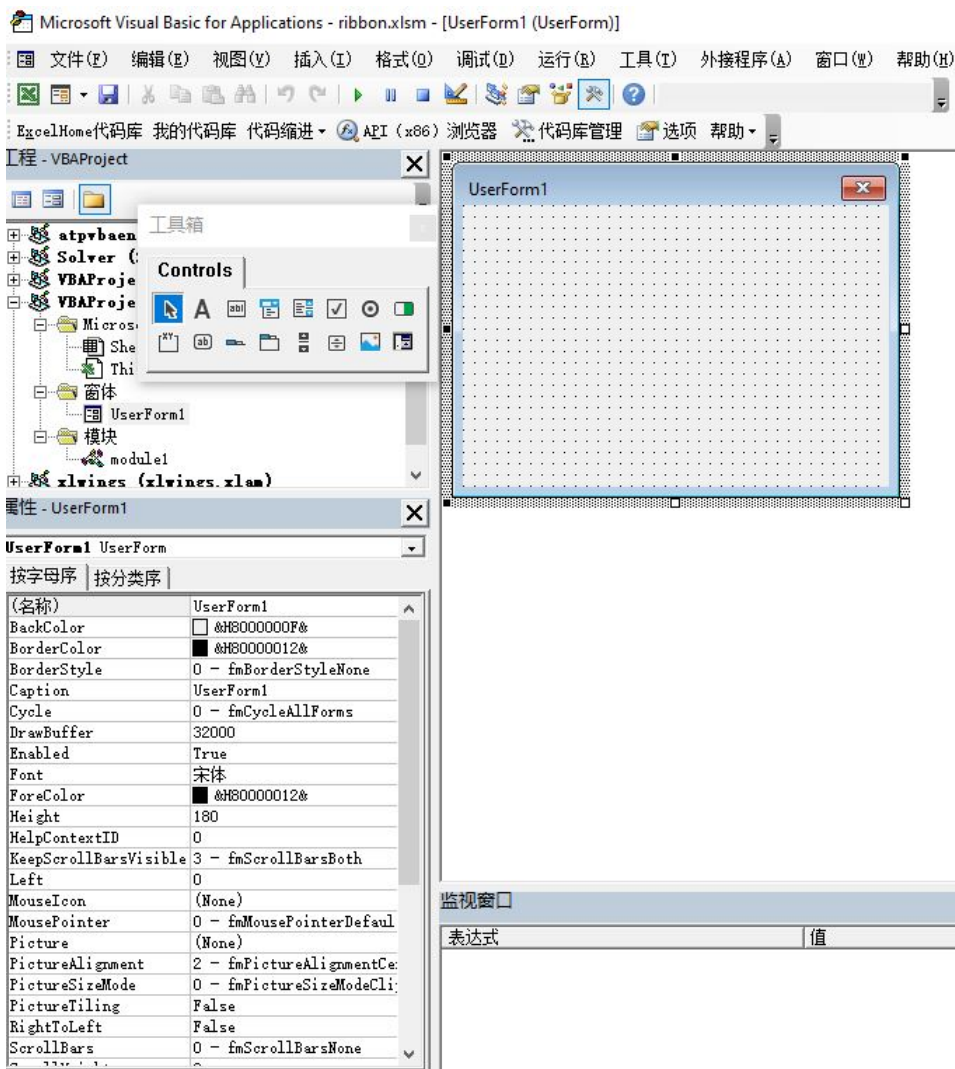 Microsoft Visual Basic for Applications - ribbon.xlsm - [UserForm1 (UserForm)]
文件(F) 编辑(E) 视图(V) 插入(I) 格式(O) 调试(D) 运行(R) 工具(T) 外接程序(A) 窗口(W) 帮助(H)
ExcelHome代码库 我的代码库 代码缩进 API (x86) 浏览器 代码库管理 选项 帮助
工程 - VBAProject
工具箱
Controls
A abl
XY ab
atpvbaen
Solver (
VBAProje
VBAProje
Micros
She
Thi
窗体
UserForm1
模块
module1
xlwings (xlwings.xlam)
UserForm1
属性 - UserForm1
UserForm1 UserForm
按字母序 按分类序
(名称) UserForm1
BackColor &H8000000F&
BorderColor &H80000012&
BorderStyle 0 - fmBorderStyleNone
Caption UserForm1
Cycle 0 - fmCycleAllForms
DrawBuffer 32000
Enabled True
Font 宋体
ForeColor &H80000012&
Height 180
HelpContextID 0
KeepScrollBarsVisible 3 - fmScrollBarsBoth
Left 0
MouseIcon (None)
MousePointer 0 - fmMousePointerDefaul
Picture (None)
PictureAlignment 2 - fmPictureAlignmentCe
PictureSizeMode 0 - fmPictureSizeModeCli
PictureTiling False
RightToLeft False
ScrollBars 0 - fmScrollBarsNone
监视窗口
表达式 值